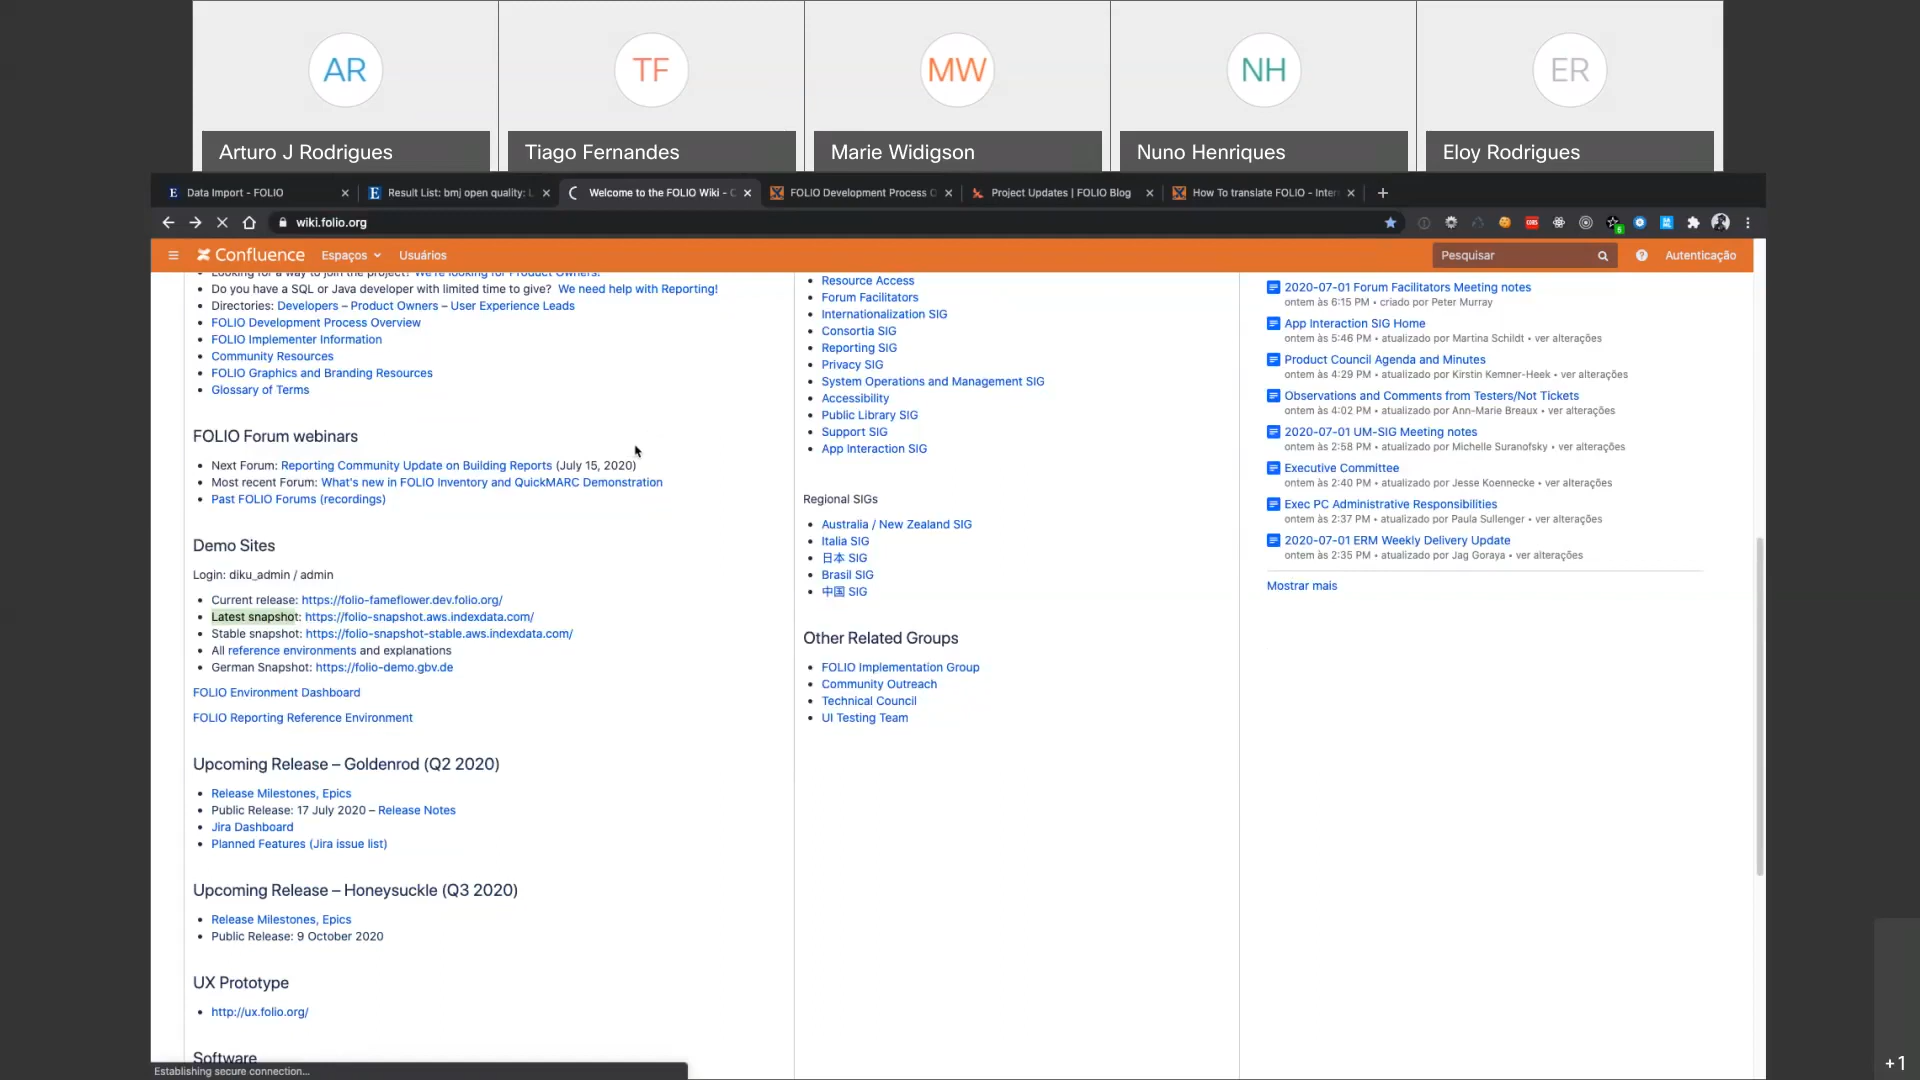 AR
TF
MW
NH
ER
Arturo J Rodrigues
Tiago Fernandes
Marie Widigson
Nuno Henriques
Eloy Rodrigues
Data Import - FOLIO
Result List: bmj open quality:
Welcome to the FOLIO Wiki - C
FOLIO Development Process O
Project Updates | FOLIO Blog
How To translate FOLIO - Inter
wiki.folio.org
Confluence
Espaços
Usuários
Pesquisar
Autenticação
Looking for a way to join the project? We're looking for Product Owners!
Do you have a SQL or Java developer with limited time to give? We need help with Reporting!
Directories: Developers – Product Owners – User Experience Leads
FOLIO Development Process Overview
FOLIO Implementer Information
Community Resources
FOLIO Graphics and Branding Resources
Glossary of Terms
FOLIO Forum webinars
Next Forum: Reporting Community Update on Building Reports (July 15, 2020)
Most recent Forum: What's new in FOLIO Inventory and QuickMARC Demonstration
Past FOLIO Forums (recordings)
Demo Sites
Login: diku_admin / admin
Current release: https://folio-fameflower.dev.folio.org/
Latest snapshot: https://folio-snapshot.aws.indexdata.com/
Stable snapshot: https://folio-snapshot-stable.aws.indexdata.com/
All reference environments and explanations
German Snapshot: https://folio-demo.gbv.de
FOLIO Environment Dashboard
FOLIO Reporting Reference Environment
Upcoming Release – Goldenrod (Q2 2020)
Release Milestones, Epics
Public Release: 17 July 2020 – Release Notes
Jira Dashboard
Planned Features (Jira issue list)
Upcoming Release – Honeysuckle (Q3 2020)
Release Milestones, Epics
Public Release: 9 October 2020
UX Prototype
http://ux.folio.org/
Software
Resource Access
Forum Facilitators
Internationalization SIG
Consortia SIG
Reporting SIG
Privacy SIG
System Operations and Management SIG
Accessibility
Public Library SIG
Support SIG
App Interaction SIG
Regional SIGs
Australia / New Zealand SIG
Italia SIG
日本 SIG
Brasil SIG
中国 SIG
Other Related Groups
FOLIO Implementation Group
Community Outreach
Technical Council
UI Testing Team
2020-07-01 Forum Facilitators Meeting notes
ontem às 6:15 PM • criado por Peter Murray
App Interaction SIG Home
ontem às 5:46 PM • atualizado por Martina Schildt • ver alterações
Product Council Agenda and Minutes
ontem às 4:29 PM • atualizado por Kirstin Kemner-Heek • ver alterações
Observations and Comments from Testers/Not Tickets
ontem às 4:02 PM • atualizado por Ann-Marie Breaux • ver alterações
2020-07-01 UM-SIG Meeting notes
ontem às 2:58 PM • atualizado por Michelle Suranofsky • ver alterações
Executive Committee
ontem às 2:40 PM • atualizado por Jesse Koennecke • ver alterações
Exec PC Administrative Responsibilities
ontem às 2:37 PM • atualizado por Paula Sullenger • ver alterações
2020-07-01 ERM Weekly Delivery Update
ontem às 2:35 PM • atualizado por Jag Goraya • ver alterações
Mostrar mais
Establishing secure connection...
+1